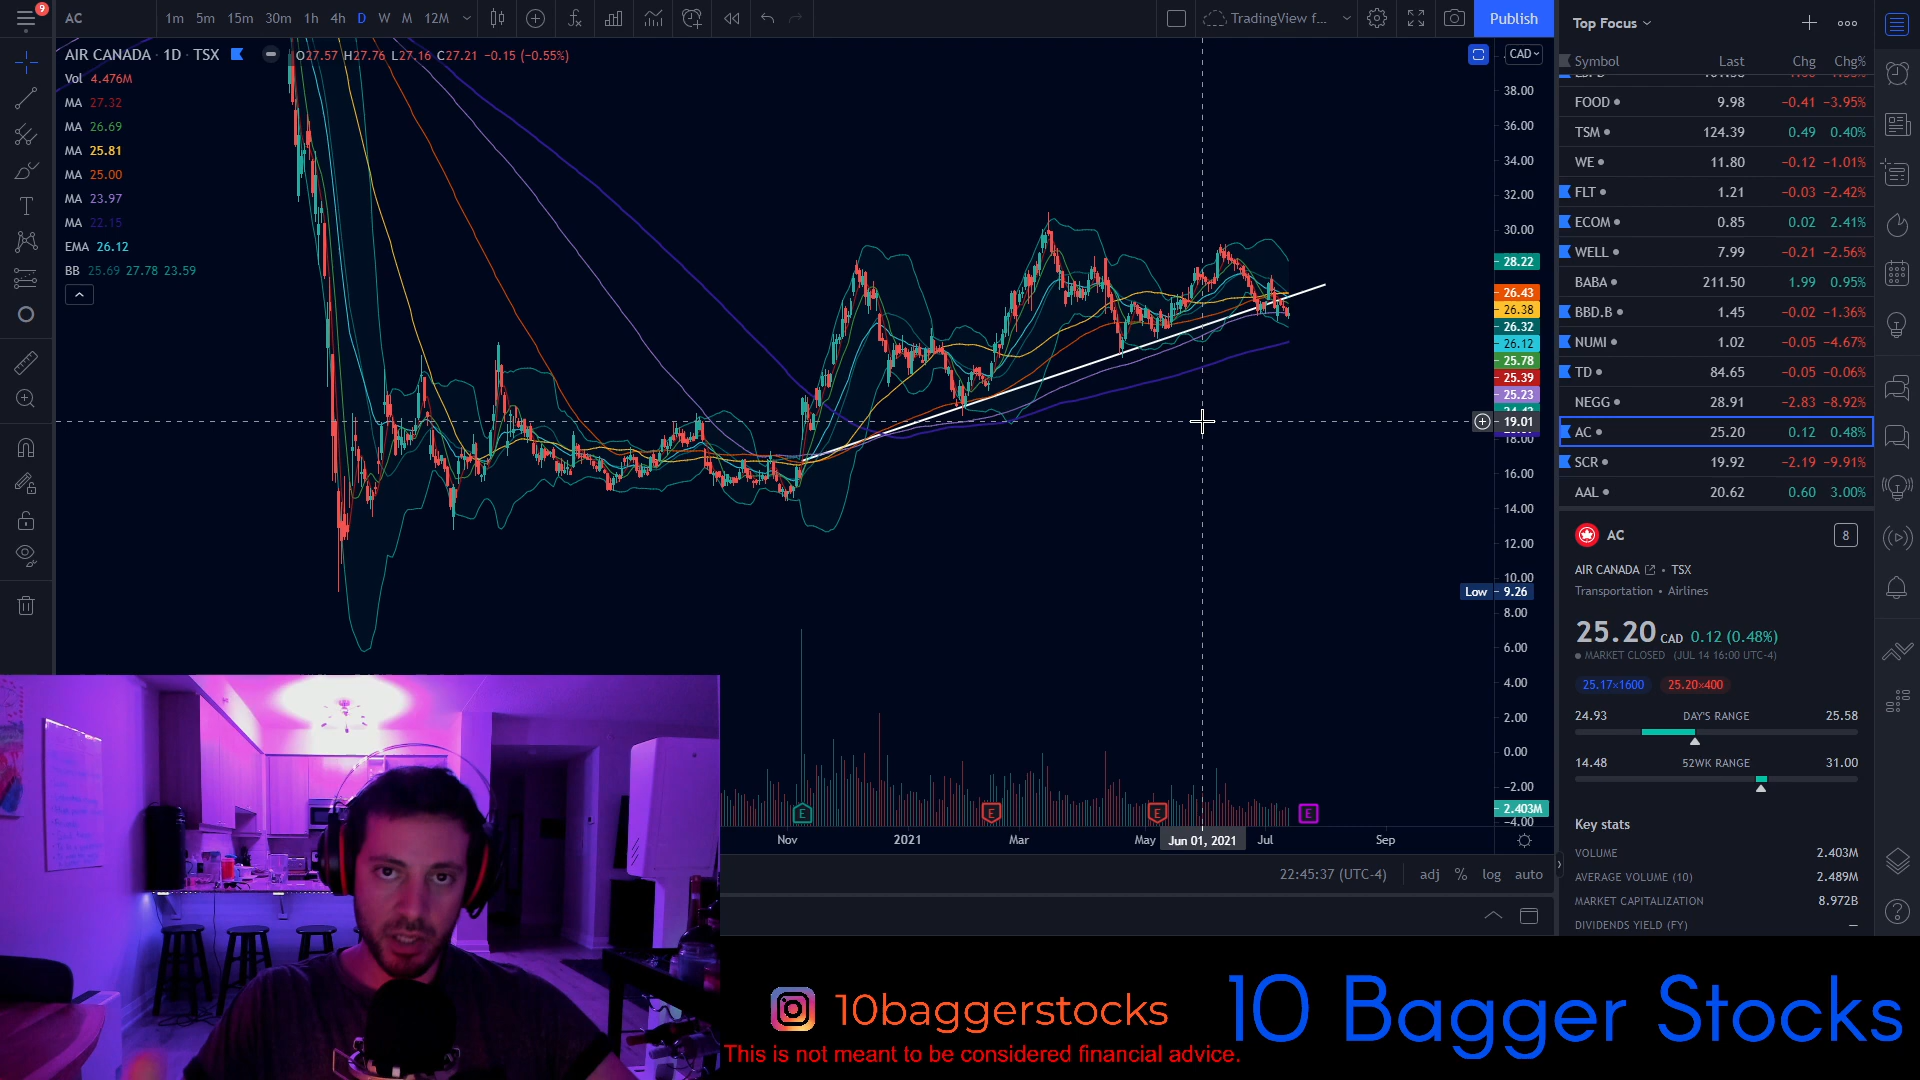 9
AC
1m 5m 15m 30m 1h 4h D W M 12M
TradingView f...
Publish
AIR CANADA · 1D · TSX
O27.57 H27.76 L27.16 C27.21 −0.15 (−0.55%)
Vol 4.476M
MA 27.32
MA 26.69
MA 25.81
MA 25.00
MA 23.97
MA 22.15
EMA 26.12
BB 25.69 27.78 23.59
CAD
38.00
36.00
34.00
32.00
30.00
28.22
26.43
26.38
26.32
26.12
25.78
25.39
25.23
19.01
18.00
16.00
14.00
12.00
10.00
Low 9.26
8.00
6.00
4.00
2.00
0.00
−2.00
2.403M
−4.00
E E E E
Nov 2021 Mar May Jun 01, 2021 Jul Sep
22:45:37 (UTC-4) adj % log auto
Top Focus
Symbol Last Chg Chg%
FOOD 9.98 −0.41 −3.95%
TSM 124.39 0.49 0.40%
WE 11.80 −0.12 −1.01%
FLT 1.21 −0.03 −2.42%
ECOM 0.85 0.02 2.41%
WELL 7.99 −0.21 −2.56%
BABA 211.50 1.99 0.95%
BBD.B 1.45 −0.02 −1.36%
NUMI 1.02 −0.05 −4.67%
TD 84.65 −0.05 −0.06%
NEGG 28.91 −2.83 −8.92%
AC 25.20 0.12 0.48%
SCR 19.92 −2.19 −9.91%
AAL 20.62 0.60 3.00%
AC 8
AIR CANADA • TSX
Transportation • Airlines
25.20 CAD 0.12 (0.48%)
MARKET CLOSED (JUL 14 16:00 UTC-4)
25.17×1600 25.20×400
24.93 DAY'S RANGE 25.58
14.48 52WK RANGE 31.00
Key stats
VOLUME 2.403M
AVERAGE VOLUME (10) 2.489M
MARKET CAPITALIZATION 8.972B
DIVIDENDS YIELD (FY) —
10baggerstocks
This is not meant to be considered financial advice.
10 Bagger Stocks